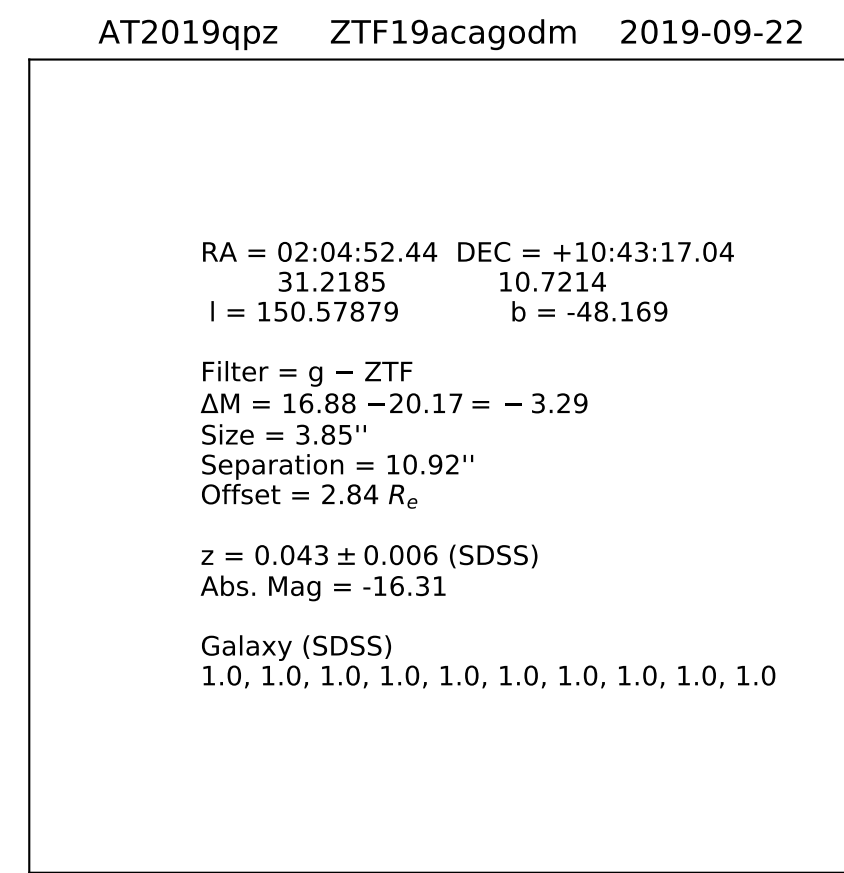 AT2019qpz ZTF19acagodm 2019-09-22
RA = 02:04:52.44 DEC = +10:43:17.04
31.2185 10.7214
l = 150.57879 b = -48.169
Filter = g − ZTF
ΔM = 16.88 −20.17 = − 3.29
Size = 3.85''
Separation = 10.92''
Offset = 2.84 Rₑ
z = 0.043 ± 0.006 (SDSS)
Abs. Mag = -16.31
Galaxy (SDSS)
1.0, 1.0, 1.0, 1.0, 1.0, 1.0, 1.0, 1.0, 1.0, 1.0